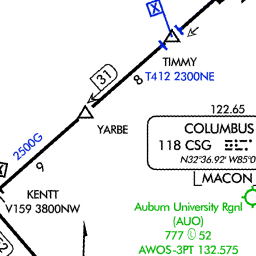 X
TIMMY
T412 2300NE
31
8
YARBE
122.65
COLUMBUS
118 CSG
N32°36.92' W85°0
2500G
9
MACON
KENTT
V159 3800NW
Auburn University Rgnl
(AUO)
777 52
AWOS-3PT 132.575